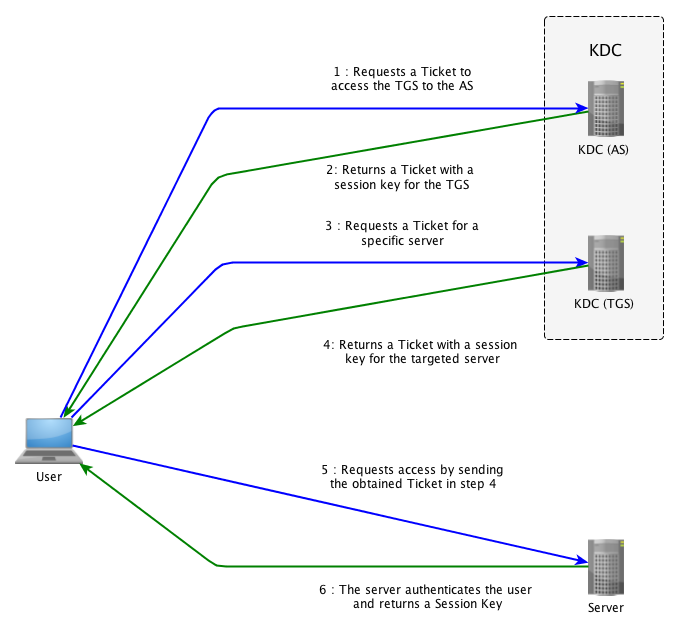 KDC
1 : Requests a Ticket to
access the TGS to the AS
KDC (AS)
2: Returns a Ticket with a
session key for the TGS
3 : Requests a Ticket for a
specific server
KDC (TGS)
4: Returns a Ticket with a session
key for the targeted server
User
5 : Requests access by sending
the obtained Ticket in step 4
6 : The server authenticates the user
and returns a Session Key
Server